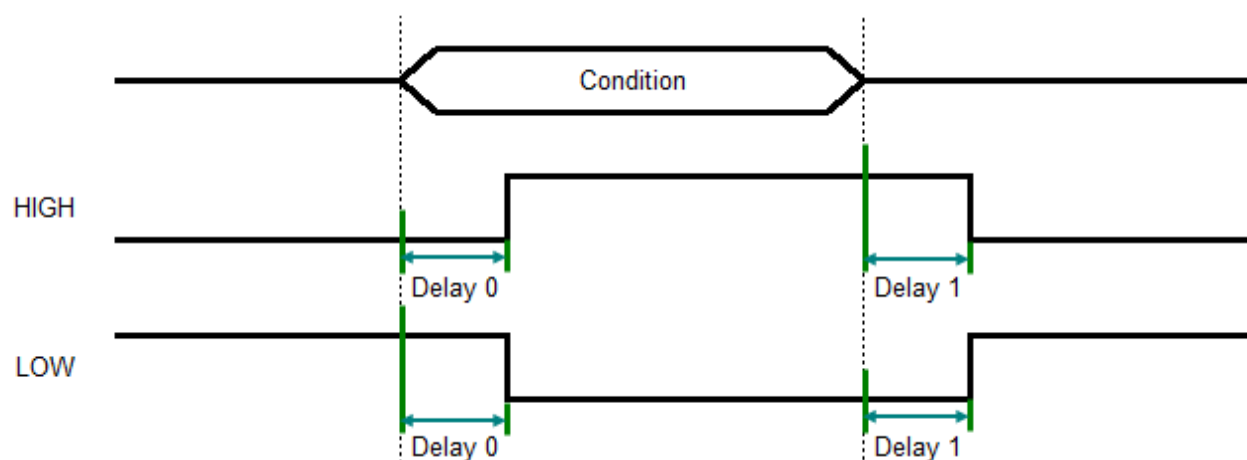 Condition
HIGH
Delay 0
Delay 1
LOW
Delay 0
Delay 1